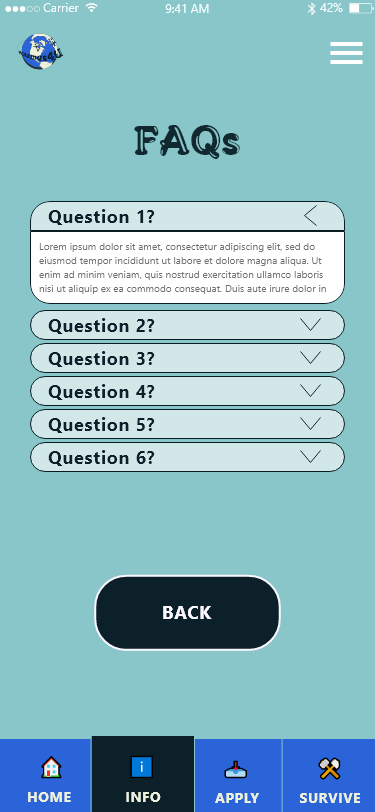 Carrier
9:41 AM
42%
FAQs
Question 1?
Lorem ipsum dolor sit amet, consectetur adipiscing elit, sed do
eiusmod tempor incididunt ut labore et dolore magna aliqua. Ut
enim ad minim veniam, quis nostrud exercitation ullamco laboris
nisi ut aliquip ex ea commodo consequat. Duis aute irure dolor in
Question 2?
Question 3?
Question 4?
Question 5?
Question 6?
BACK
HOME
INFO
APPLY
SURVIVE